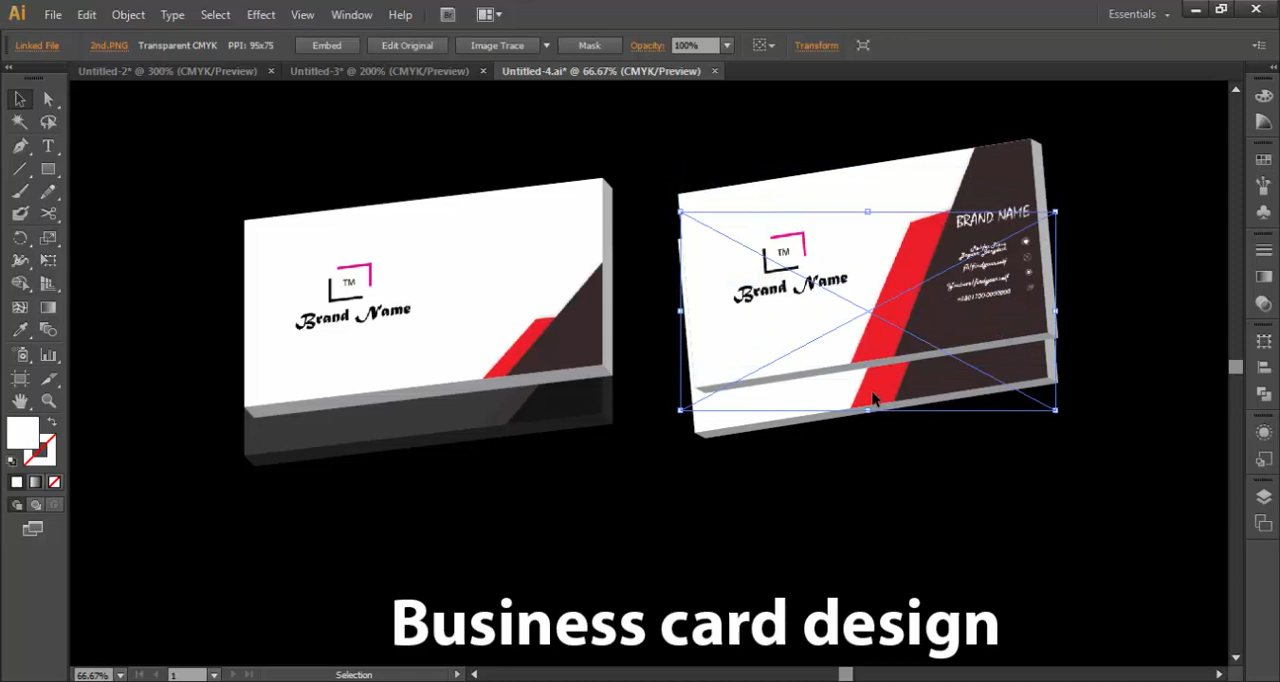 Ai File Edit Object Type Select Effect View Window Help Br Essentials
Linked File 2nd.PNG Transparent CMYK PPI: 95x75 Embed Edit Original Image Trace Mask Opacity: 100% Transform
Untitled-2* @ 300% (CMYK/Preview) × Untitled-3* @ 200% (CMYK/Preview) × Untitled-4.ai* @ 66.67% (CMYK/Preview) ×
TM
Brand Name
TM
Brand Name
BRAND NAME
+8801700-0000000
Business card design
66.67% 1 Selection